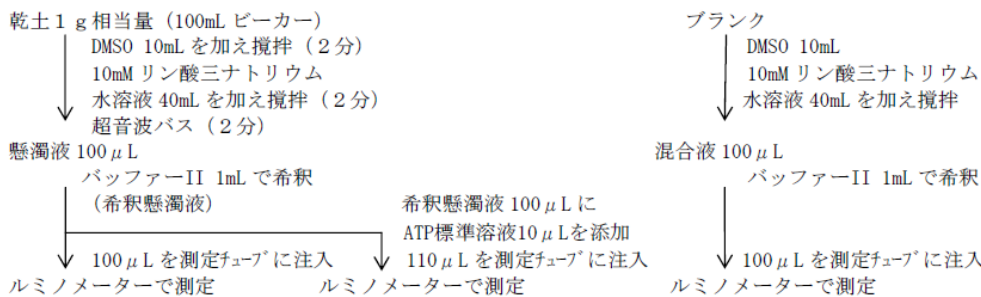 乾土１ｇ相当量（100mL ビーカー）
DMSO 10mL を加え撹拌（２分）
10mM リン酸三ナトリウム
水溶液 40mL を加え撹拌（２分）
超音波バス（２分）
懸濁液 100μL
バッファーII 1mL で希釈
（希釈懸濁液）
希釈懸濁液 100μL に
ATP標準溶液10μLを添加
100μL を測定ﾁｭｰﾌﾞに注入
110μL を測定ﾁｭｰﾌﾞに注入
ルミノメーターで測定
ルミノメーターで測定
ブランク
DMSO 10mL
10mM リン酸三ナトリウム
水溶液 40mL を加え撹拌
混合液 100μL
バッファーII 1mL で希釈
100μL を測定ﾁｭｰﾌﾞに注入
ルミノメーターで測定